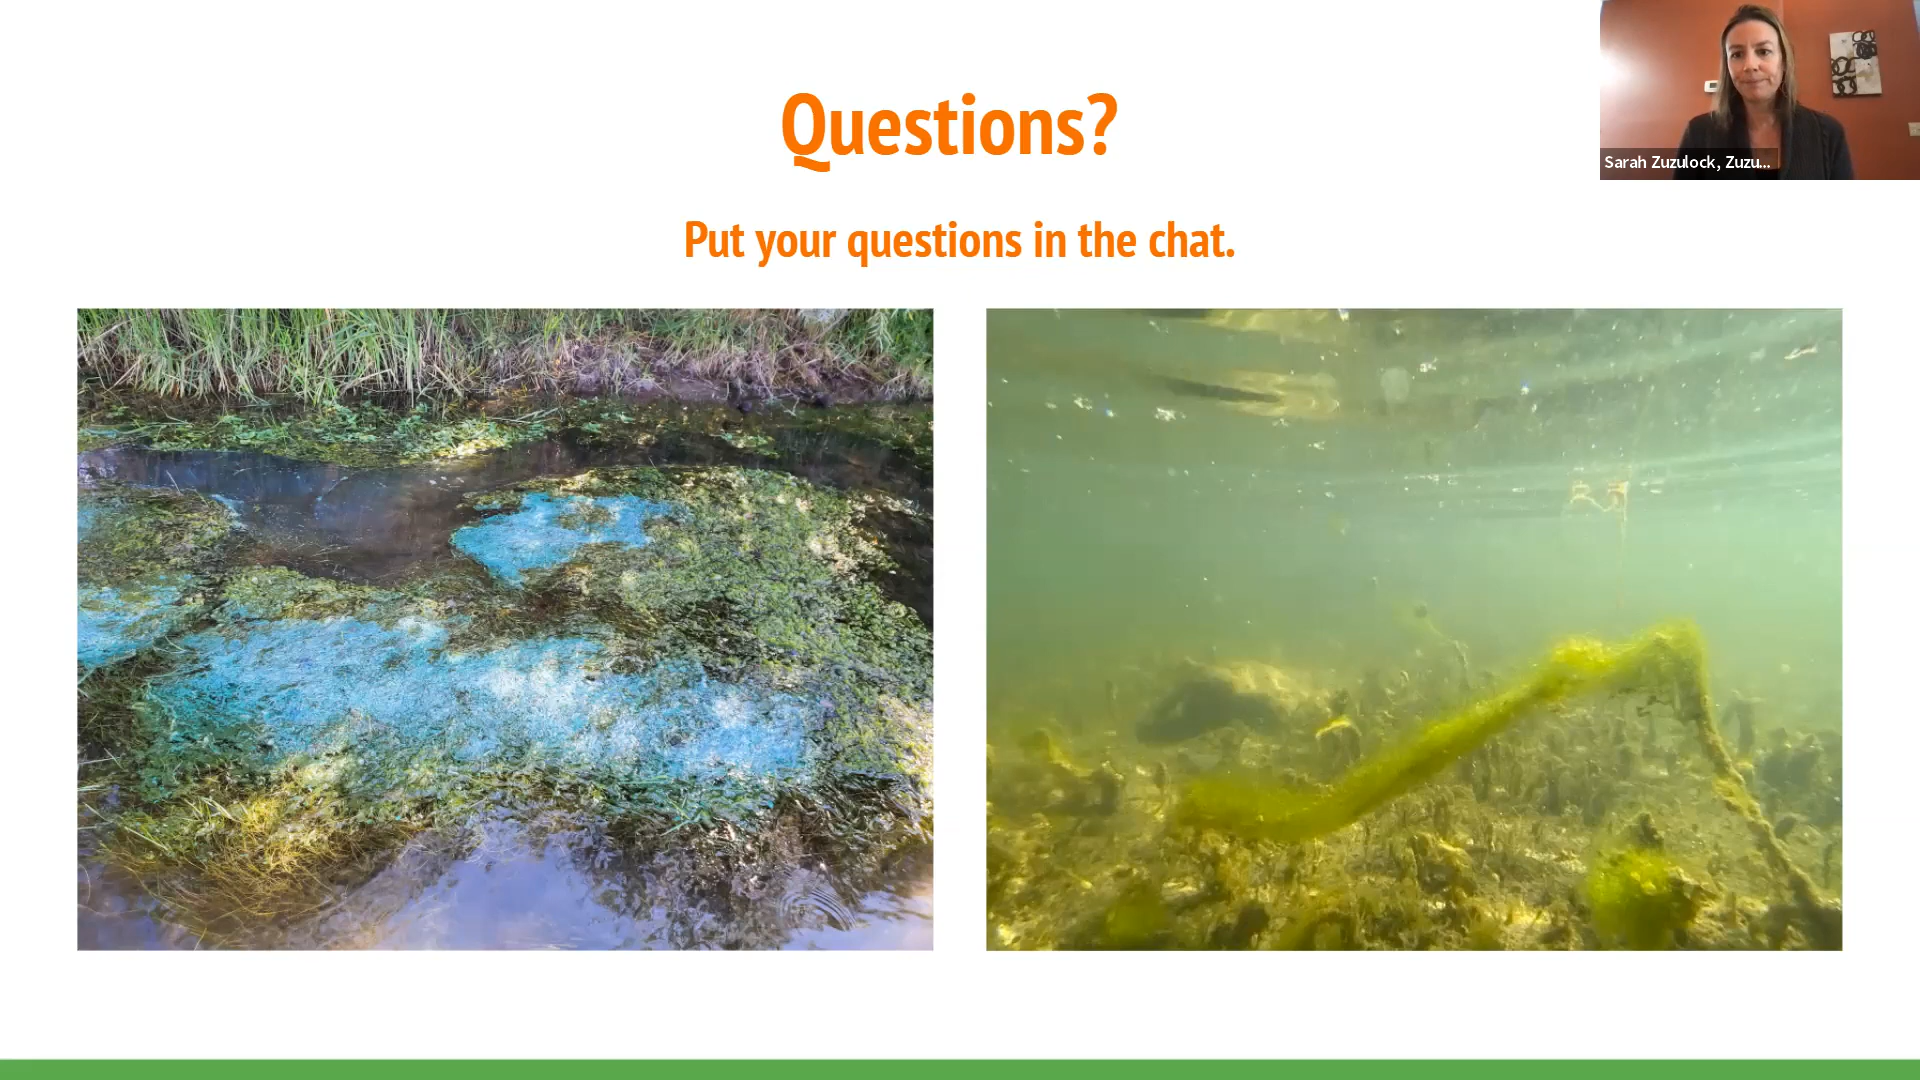 Questions?
Put your questions in the chat.
Sarah Zuzulock, Zuzu...